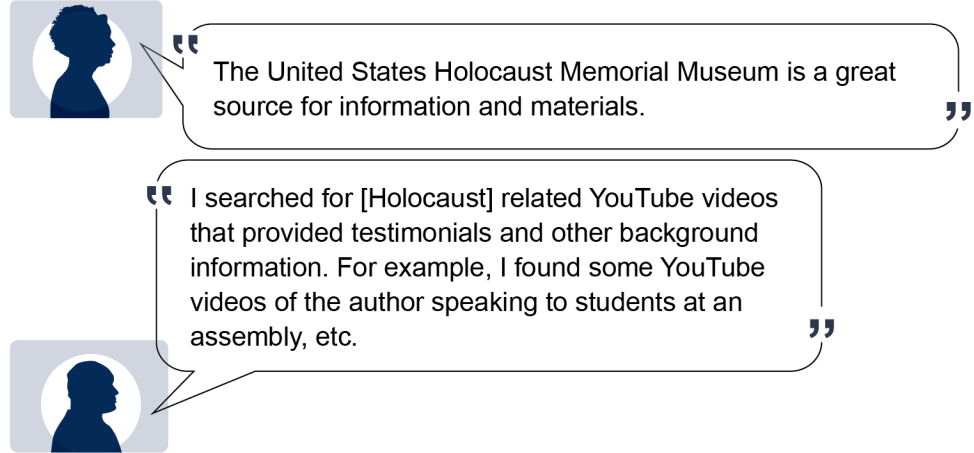 "The United States Holocaust Memorial Museum is a great
source for information and materials."
"I searched for [Holocaust] related YouTube videos
that provided testimonials and other background
information. For example, I found some YouTube
videos of the author speaking to students at an
assembly, etc."